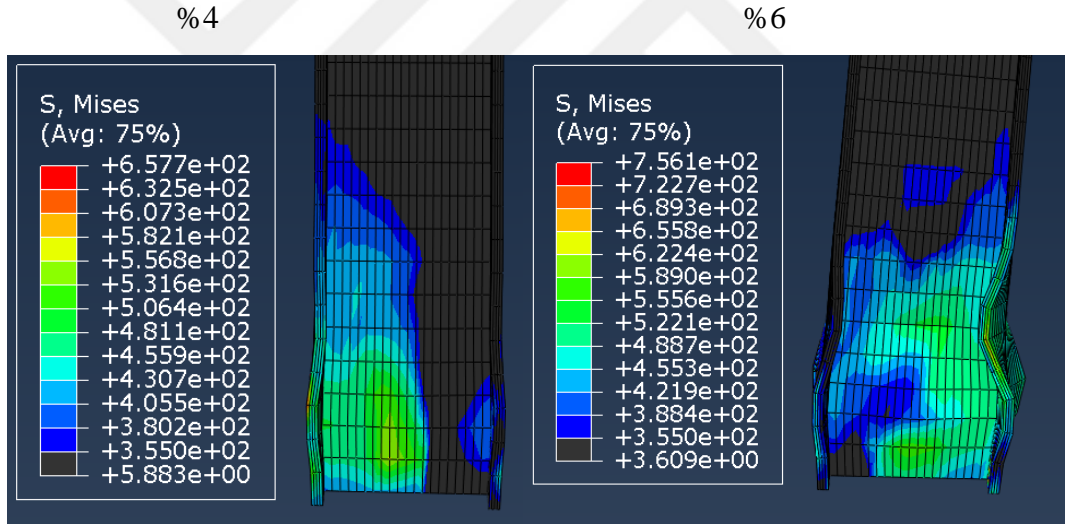 %4
%6
S, Mises
(Avg: 75%)
+6.577e+02
+6.325e+02
+6.073e+02
+5.821e+02
+5.568e+02
+5.316e+02
+5.064e+02
+4.811e+02
+4.559e+02
+4.307e+02
+4.055e+02
+3.802e+02
+3.550e+02
+5.883e+00
S, Mises
(Avg: 75%)
+7.561e+02
+7.227e+02
+6.893e+02
+6.558e+02
+6.224e+02
+5.890e+02
+5.556e+02
+5.221e+02
+4.887e+02
+4.553e+02
+4.219e+02
+3.884e+02
+3.550e+02
+3.609e+00